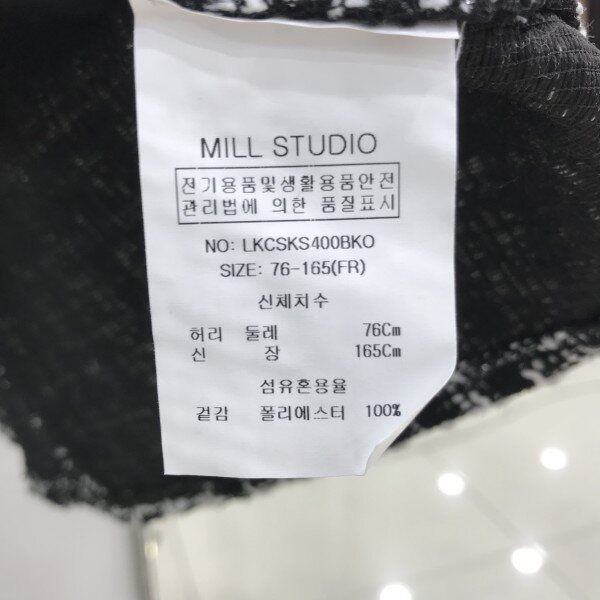 MILL STUDIO
전기용품및생활용품안전
관리법에 의한 품질표시
NO: LKCSKS400BKO
SIZE: 76-165(FR)
신체치수
허리 둘레 76Cm
신 장 165Cm
섬유혼용율
겉감 폴리에스터 100%